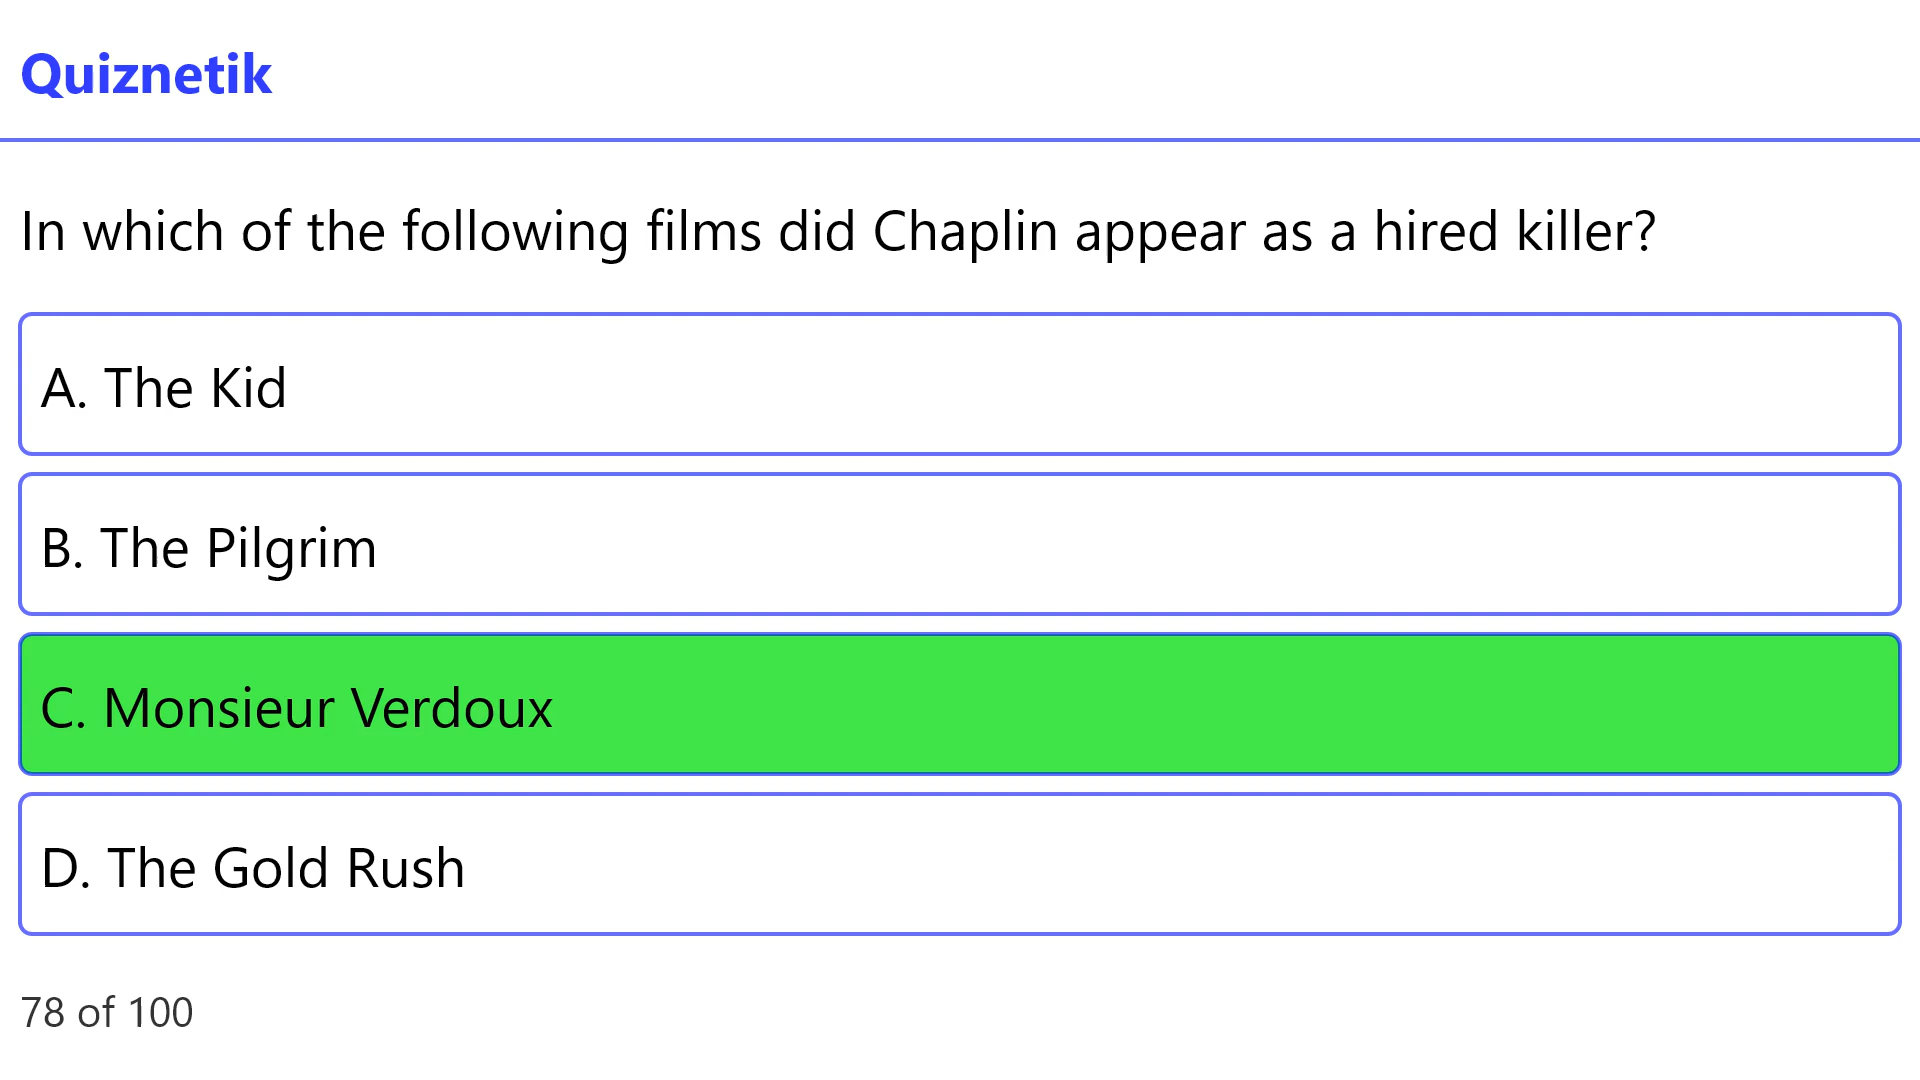 Quiznetik
In which of the following films did Chaplin appear as a hired killer?
A. The Kid
B. The Pilgrim
C. Monsieur Verdoux
D. The Gold Rush
78 of 100